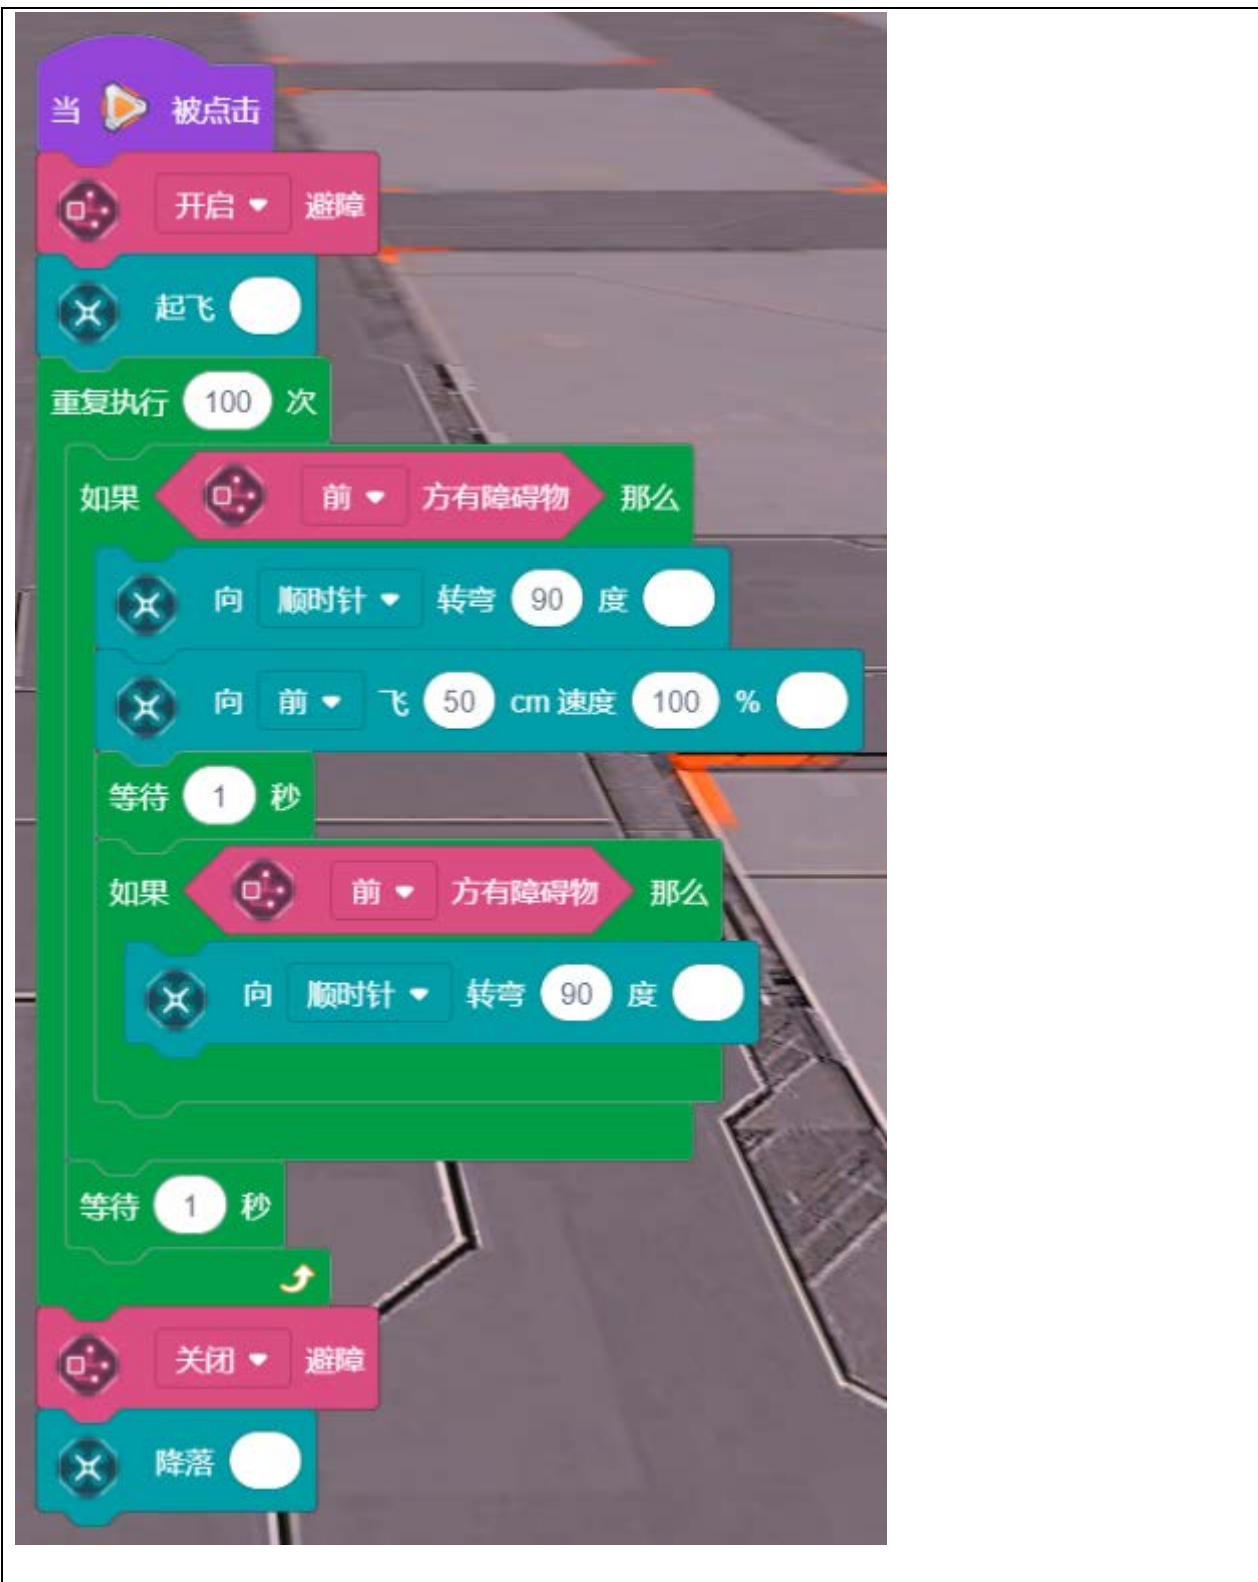 当 被点击
开启 避障
起飞
重复执行 100 次
如果 前 方有障碍物 那么
向 顺时针 转弯 90 度
向 前 飞 50 cm 速度 100 %
等待 1 秒
如果 前 方有障碍物 那么
向 顺时针 转弯 90 度
等待 1 秒
关闭 避障
降落